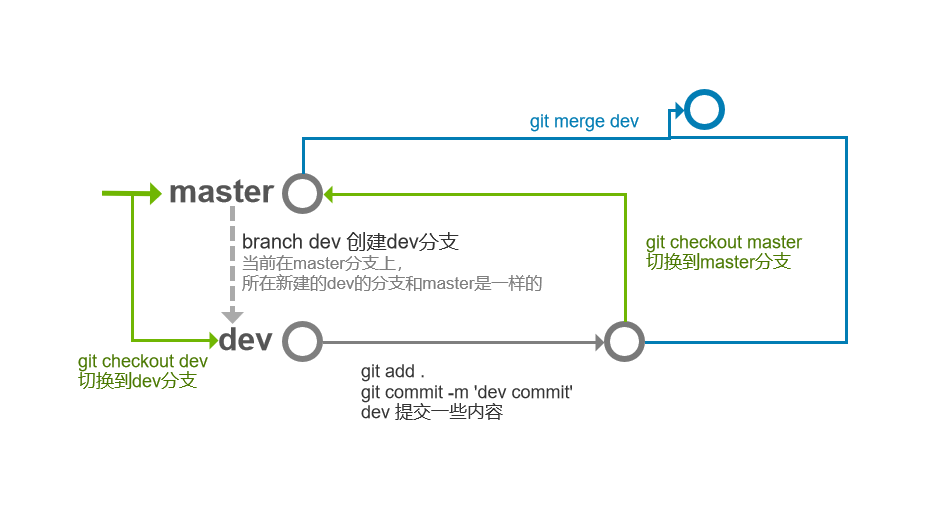 git merge dev
master
branch dev 创建dev分支
当前在master分支上，
所在新建的dev的分支和master是一样的
git checkout master
切换到master分支
dev
git checkout dev
切换到dev分支
git add .
git commit -m 'dev commit'
dev 提交一些内容